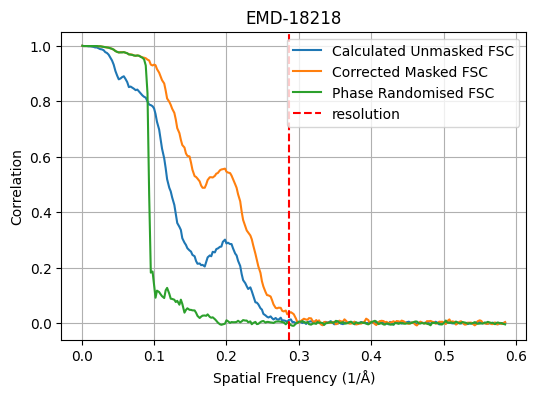 EMD-18218
Calculated Unmasked FSC
Corrected Masked FSC
Phase Randomised FSC
resolution
Correlation
1.0
0.8
0.6
0.4
0.2
0.0
0.0 0.1 0.2 0.3 0.4 0.5 0.6
Spatial Frequency (1/Å)